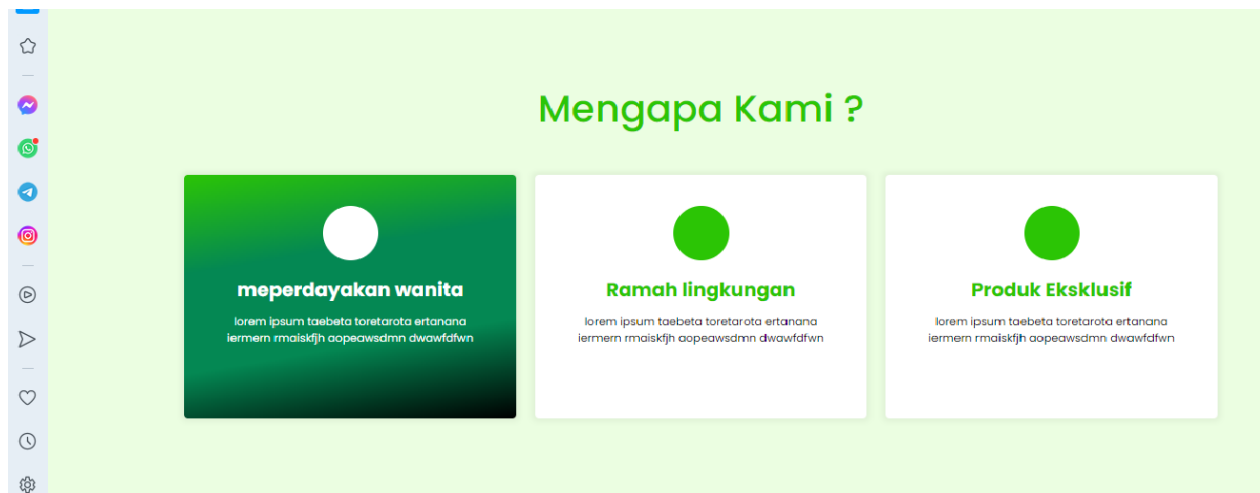 Mengapa Kami ?
meperdayakan wanita
lorem ipsum taebeta toretarota ertanana
iermern rmaiskfjh aopeawsdmn dwawfdfwn
Ramah lingkungan
lorem ipsum taebeta toretarota ertanana
iermern rmaiskfjh aopeawsdmn dwawfdfwn
Produk Eksklusif
lorem ipsum taebeta toretarota ertanana
iermern rmaiskfjh aopeawsdmn dwawfdfwn